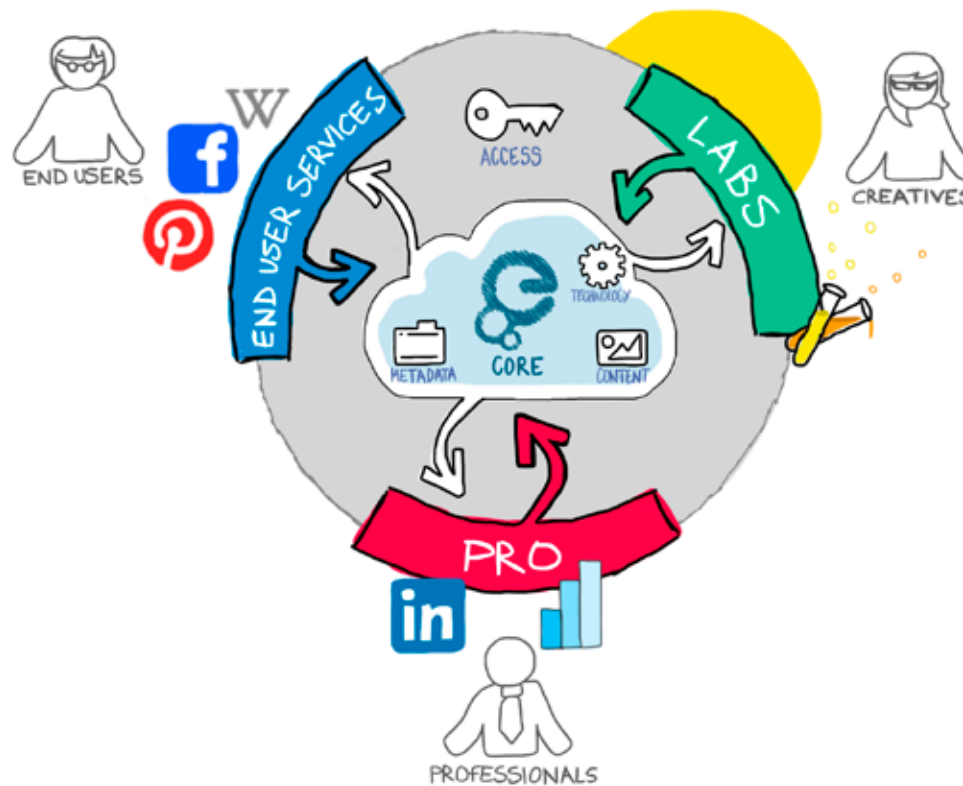 END USERS
W
f
END USER SERVICES
ACCESS
LABS
CREATIVES
TECHNOLOGY
e
METADATA
CORE
CONTENT
PRO
in
PROFESSIONALS